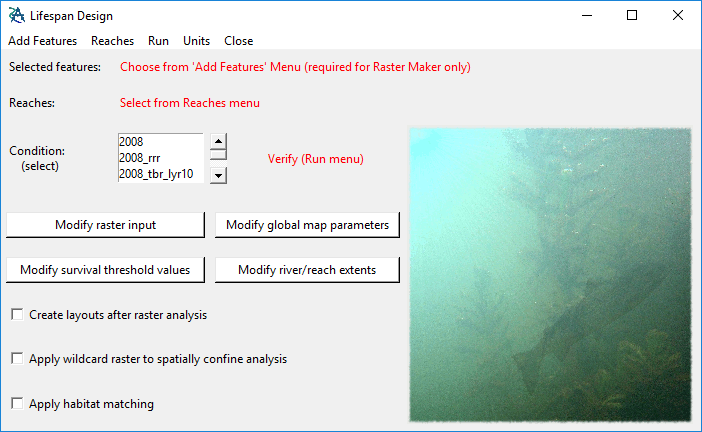 Lifespan Design
Add Features Reaches Run Units Close
Selected features: Choose from 'Add Features' Menu (required for Raster Maker only)
Reaches: Select from Reaches menu
Condition:
(select)
2008
2008_rrr
2008_tbr_lyr10
Verify (Run menu)
Modify raster input Modify global map parameters
Modify survival threshold values Modify river/reach extents
Create layouts after raster analysis
Apply wildcard raster to spatially confine analysis
Apply habitat matching